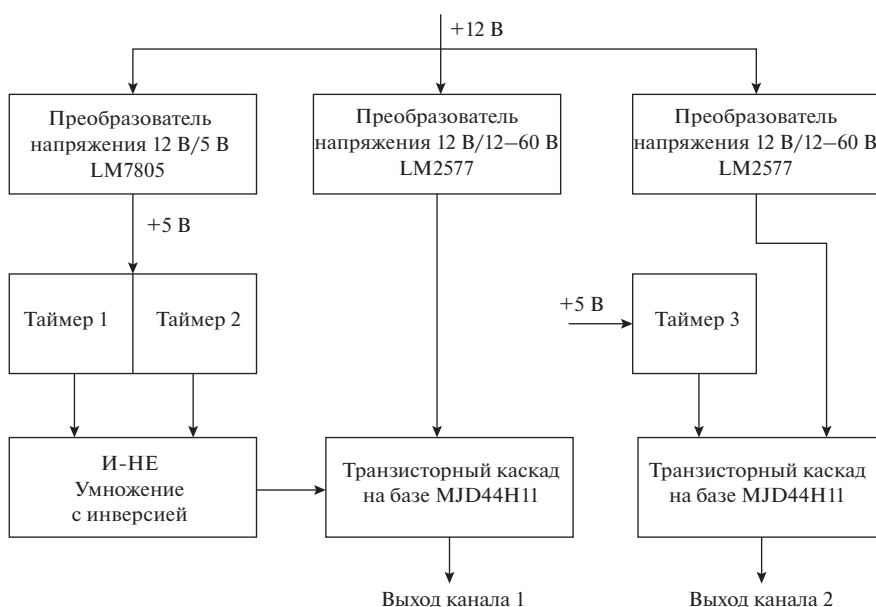 +12 В
Преобразователь
напряжения 12 В/5 В
LM7805
Преобразователь
напряжения 12 В/12–60 В
LM2577
Преобразователь
напряжения 12 В/12–60 В
LM2577
+5 В
Таймер 1
Таймер 2
+5 В
Таймер 3
И-НЕ
Умножение
с инверсией
Транзисторный каскад
на базе MJD44H11
Транзисторный каскад
на базе MJD44H11
Выход канала 1
Выход канала 2